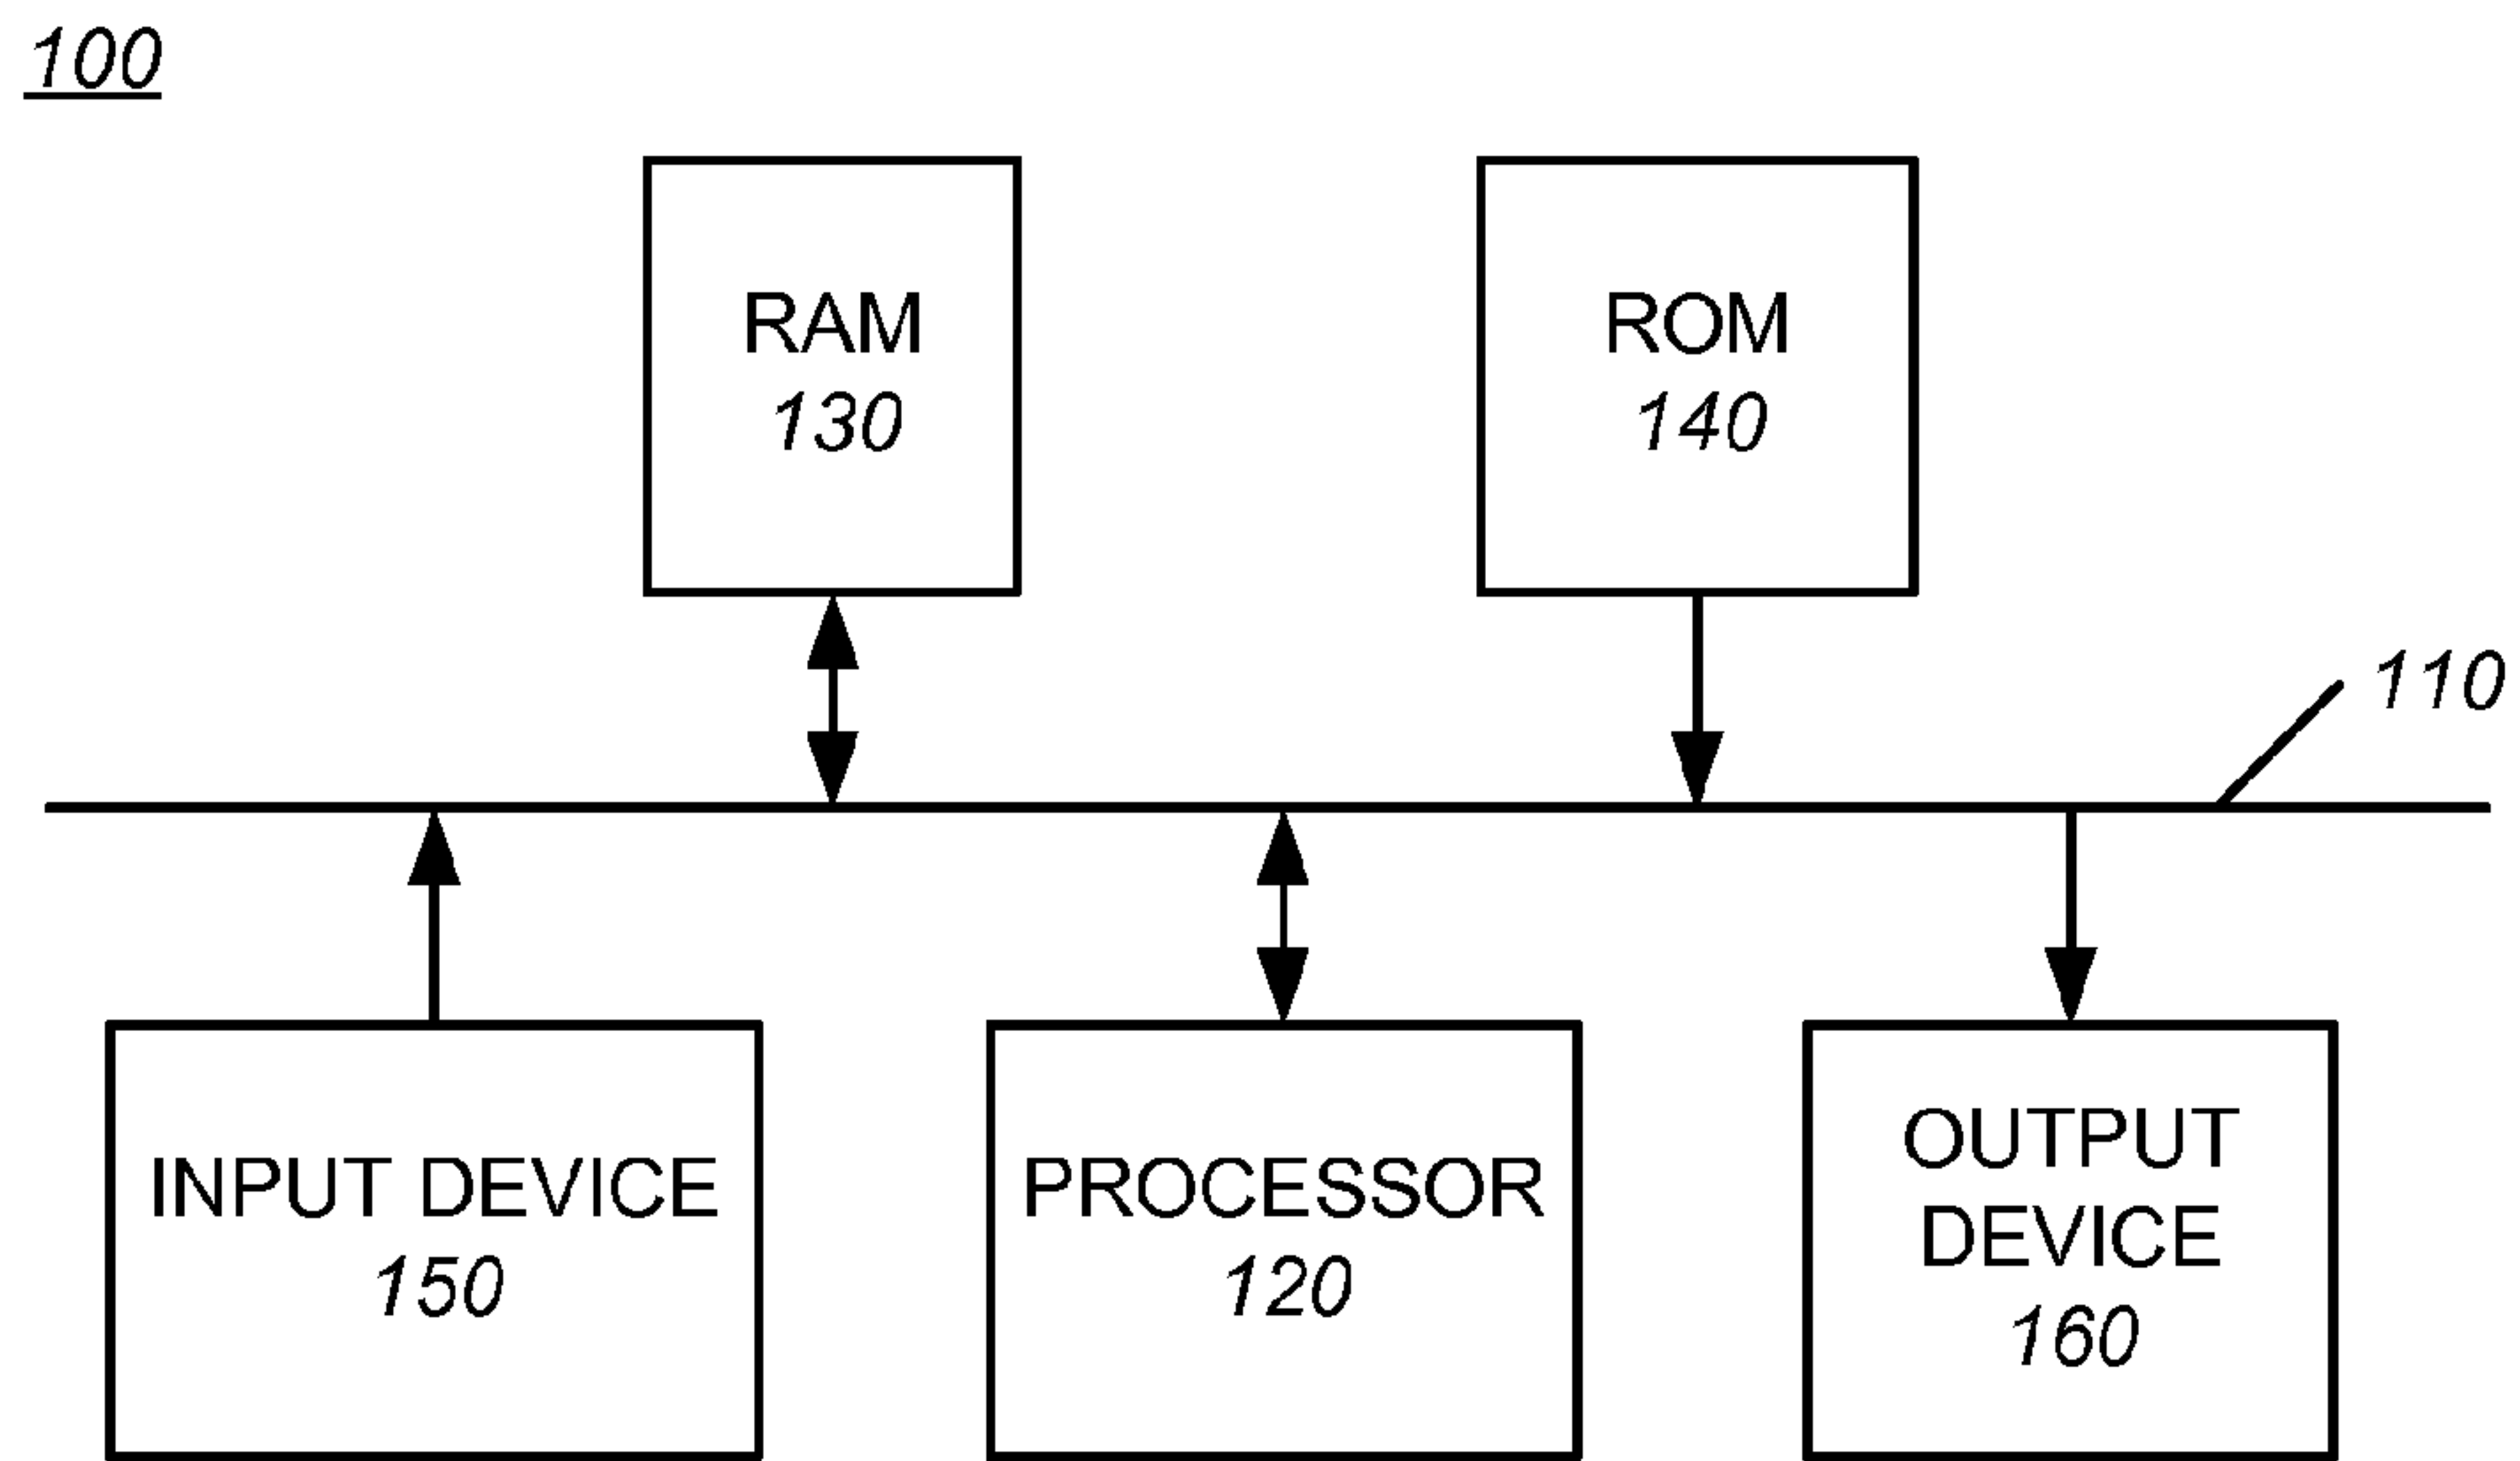 100
RAM
130
ROM
140
110
INPUT DEVICE
150
PROCESSOR
120
OUTPUT
DEVICE
160